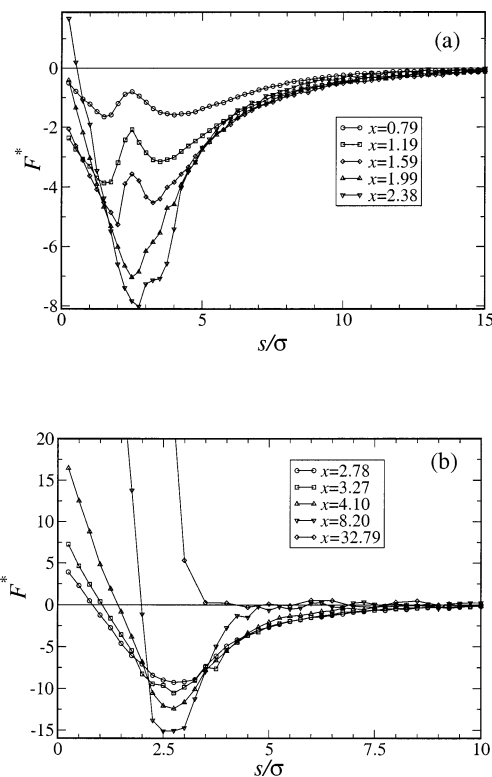 (a)
0
-2
-4
-6
-8
F*
x=0.79
x=1.19
x=1.59
x=1.99
x=2.38
0 5 10 15
s/σ
(b)
20
15
10
5
0
-5
-10
-15
F*
x=2.78
x=3.27
x=4.10
x=8.20
x=32.79
0 2.5 5 7.5 10
s/σ